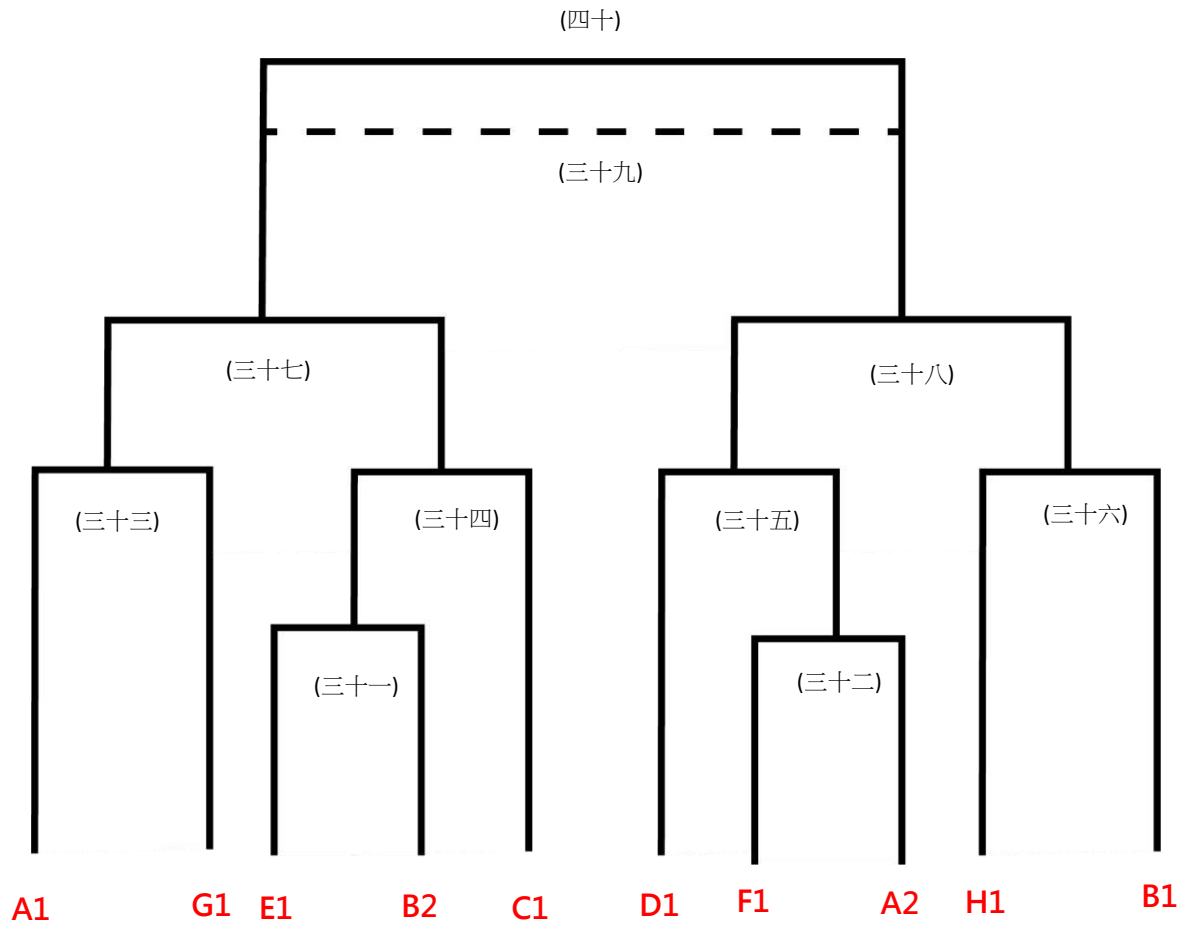 (四十)
(三十九)
(三十七)
(三十八)
(三十三)
(三十四)
(三十五)
(三十六)
(三十一)
(三十二)
A1
G1
E1
B2
C1
D1
F1
A2
H1
B1